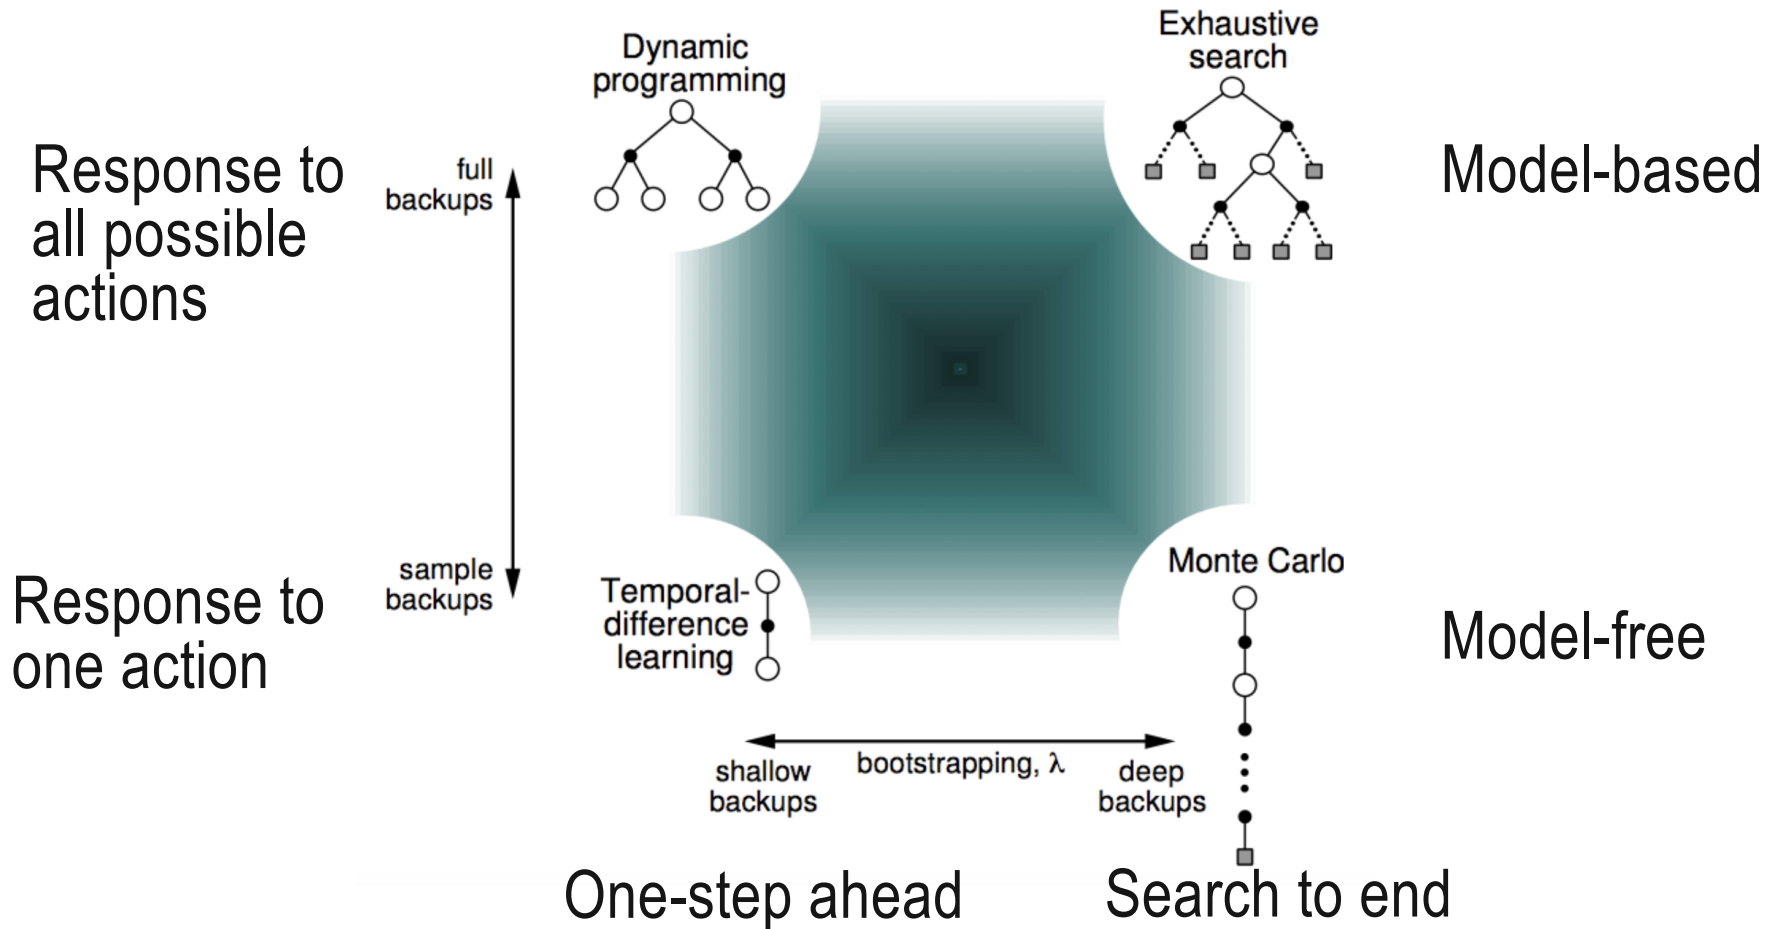 Dynamic
programming
Exhaustive
search
Response to
all possible
actions
full
backups
Model-based
sample
backups
Response to
one action
Temporal-
difference
learning
Monte Carlo
Model-free
shallow
backups
bootstrapping, λ
deep
backups
One-step ahead
Search to end